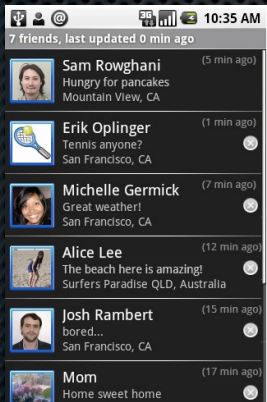 3G 10:35 AM
7 friends, last updated 0 min ago
Sam Rowghani (5 min ago)
Hungry for pancakes
Mountain View, CA
Erik Oplinger (1 min ago)
Tennis anyone?
San Francisco, CA
Michelle Germick (7 min ago)
Great weather!
San Francisco, CA
Alice Lee (12 min ago)
The beach here is amazing!
Surfers Paradise QLD, Australia
Josh Rambert (15 min ago)
bored...
San Francisco, CA
Mom (17 min ago)
Home sweet home